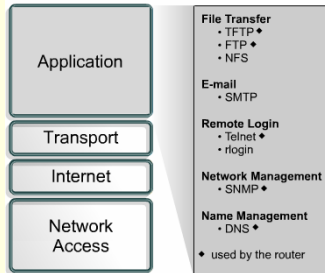 Application
Transport
Internet
Network
Access
File Transfer
• TFTP ◆
• FTP ◆
• NFS
E-mail
• SMTP
Remote Login
• Telnet ◆
• rlogin
Network Management
• SNMP ◆
Name Management
• DNS ◆
◆ used by the router